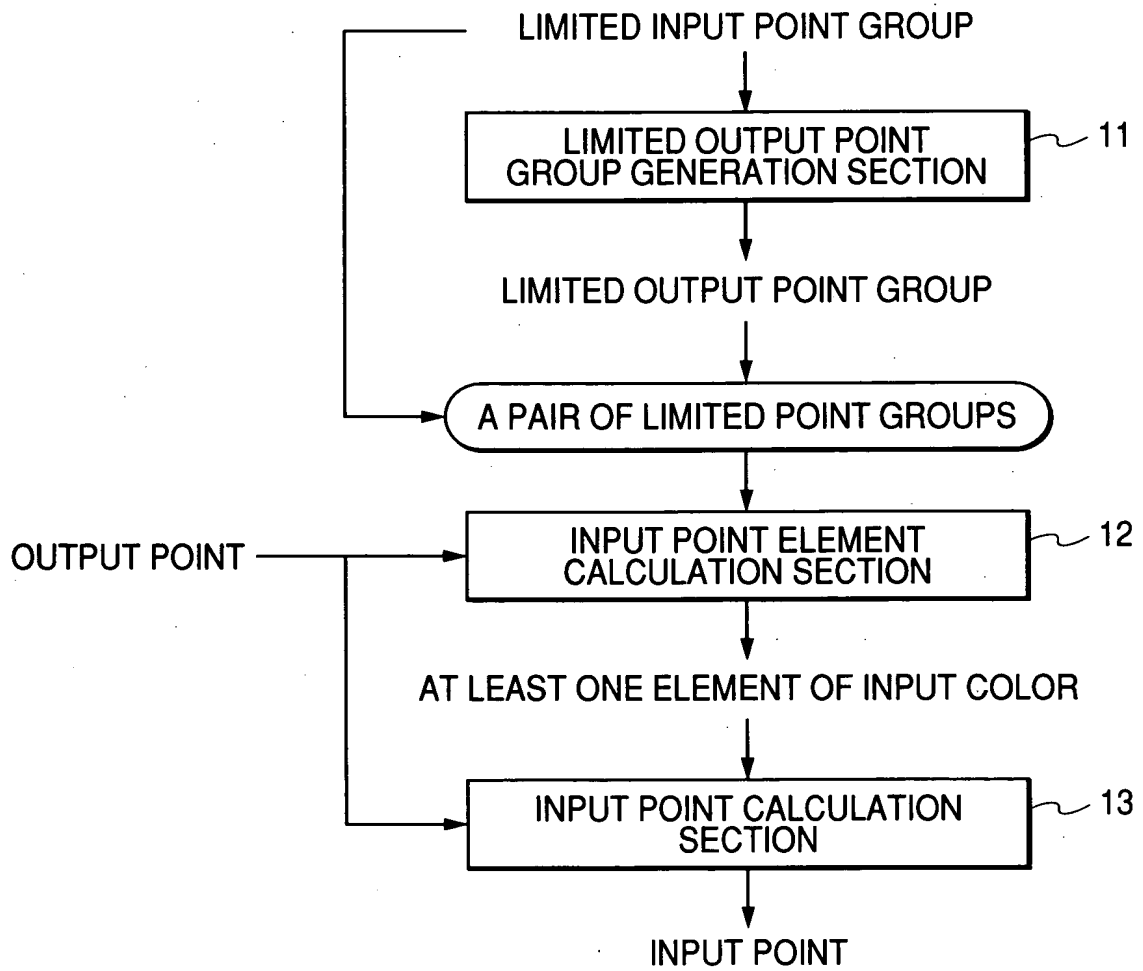 LIMITED INPUT POINT GROUP
LIMITED OUTPUT POINT
GROUP GENERATION SECTION
11
LIMITED OUTPUT POINT GROUP
A PAIR OF LIMITED POINT GROUPS
OUTPUT POINT
INPUT POINT ELEMENT
CALCULATION SECTION
12
AT LEAST ONE ELEMENT OF INPUT COLOR
INPUT POINT CALCULATION
SECTION
13
INPUT POINT